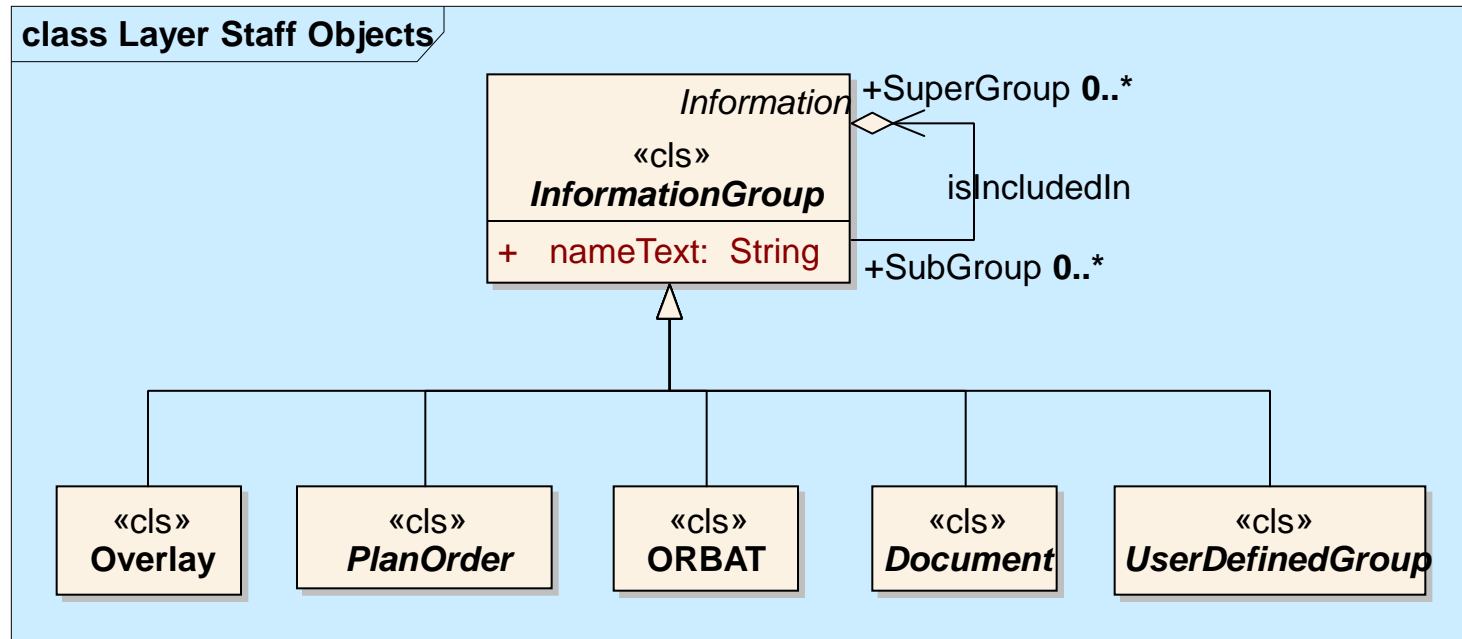 class Layer Staff Objects
Information
«cls»
InformationGroup
+ nameText: String
+SuperGroup 0..*
isIncludedIn
+SubGroup 0..*
«cls»
Overlay
«cls»
PlanOrder
«cls»
ORBAT
«cls»
Document
«cls»
UserDefinedGroup